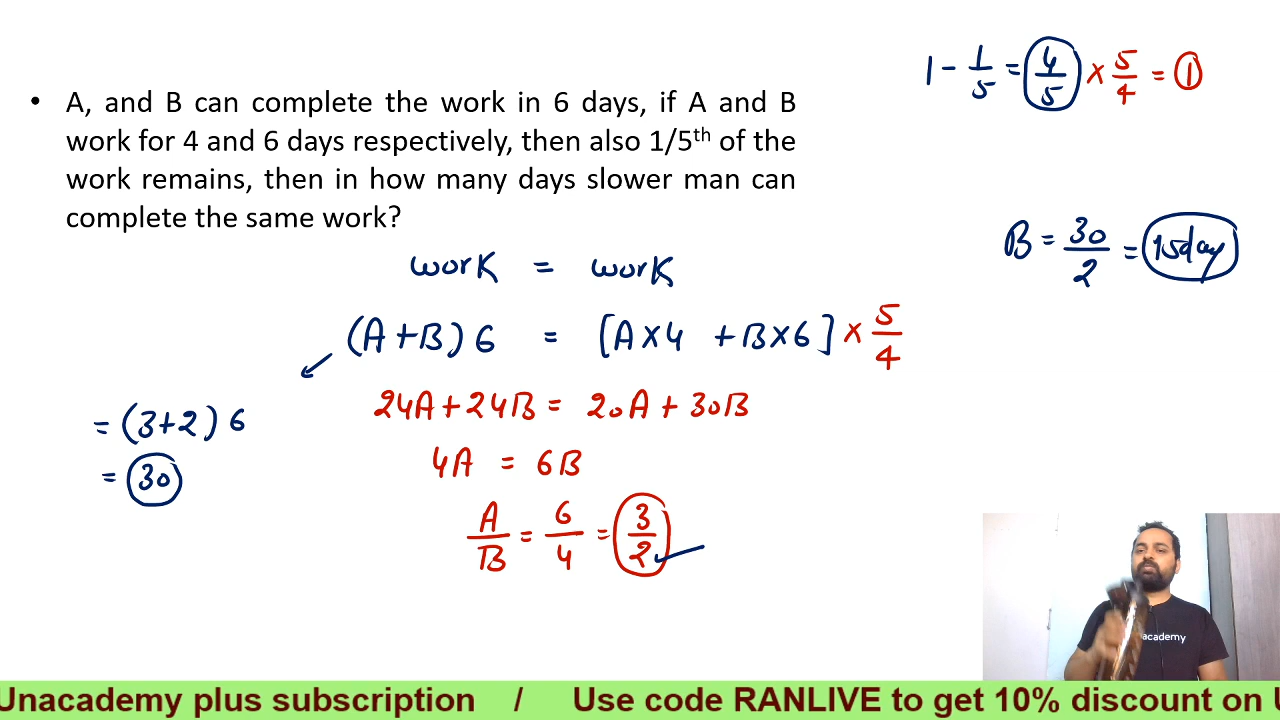 • A, and B can complete the work in 6 days, if A and B
work for 4 and 6 days respectively, then also 1/5th of the
work remains, then in how many days slower man can
complete the same work?
1 - 1/5 = 4/5 × 5/4 = 1
B = 30/2 = 15day
work = work
(A+B) 6 = [A×4 + B×6] × 5/4
= (3+2) 6
= 30
24A + 24B = 20A + 30B
4A = 6B
A/B = 6/4 = 3/2
academy
Unacademy plus subscription / Use code RANLIVE to get 10% discount on U